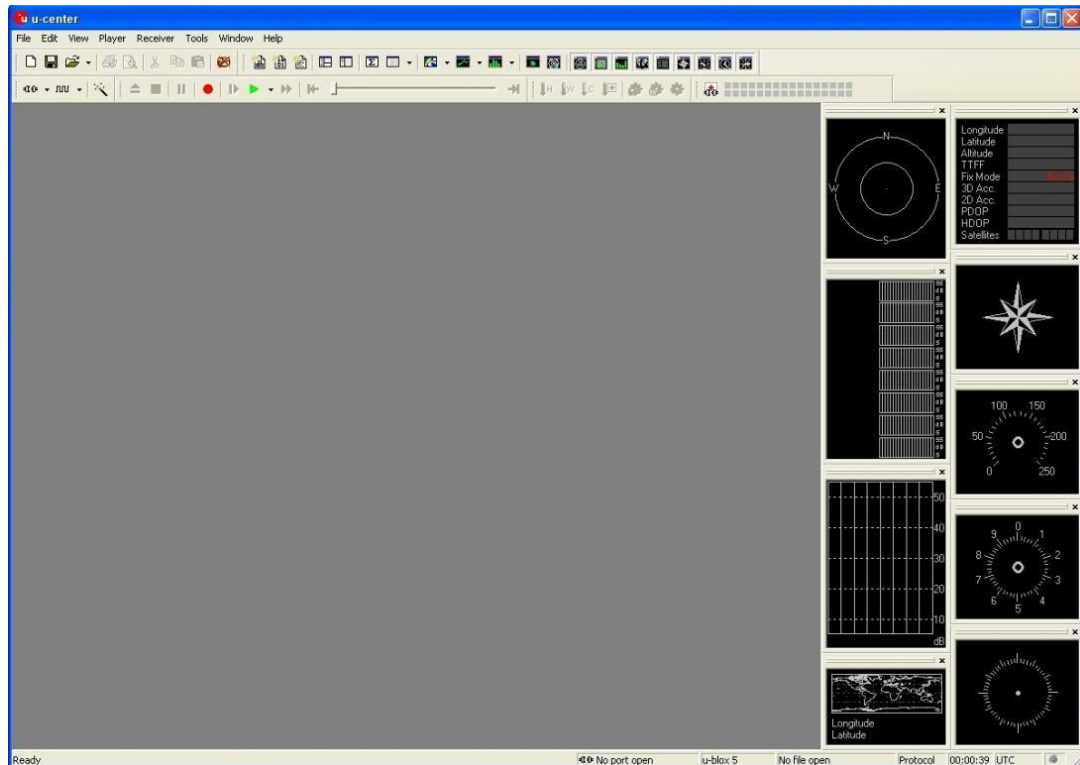 u-center
File Edit View Player Receiver Tools Window Help
N
W E
S
Longitude
Latitude
Altitude
TTFF
Fix Mode
3D Acc.
2D Acc.
PDOP
HDOP
Satellites
100 150
50 200
0 250
50
40
30
20
10
dB
0
9 1
8 2
7 3
6 4
5
Longitude
Latitude
Ready No port open u-blox 5 No file open Protocol 00:00:39 UTC